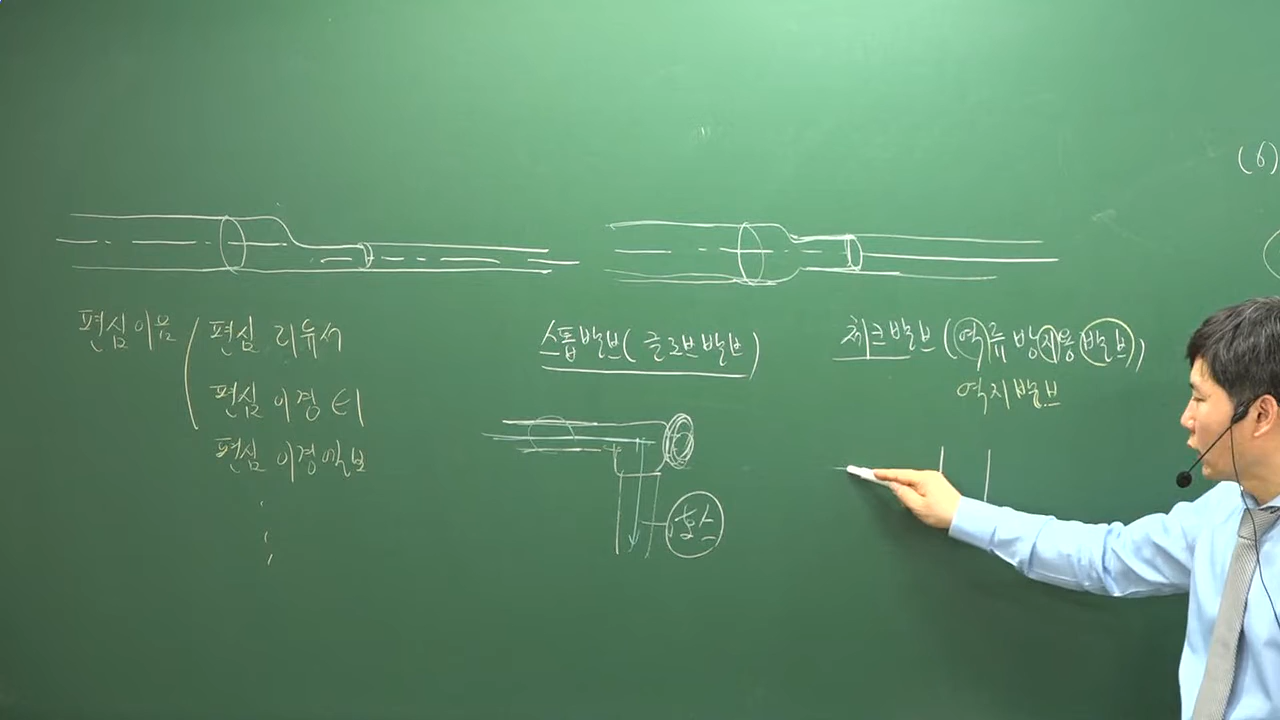 (6)
편심이음
편심 리듀서
편심 이경 티
편심 이경엘보
스톱밸브(글로브밸브)
호스
체크밸브(역류방지용밸브)
역지밸브